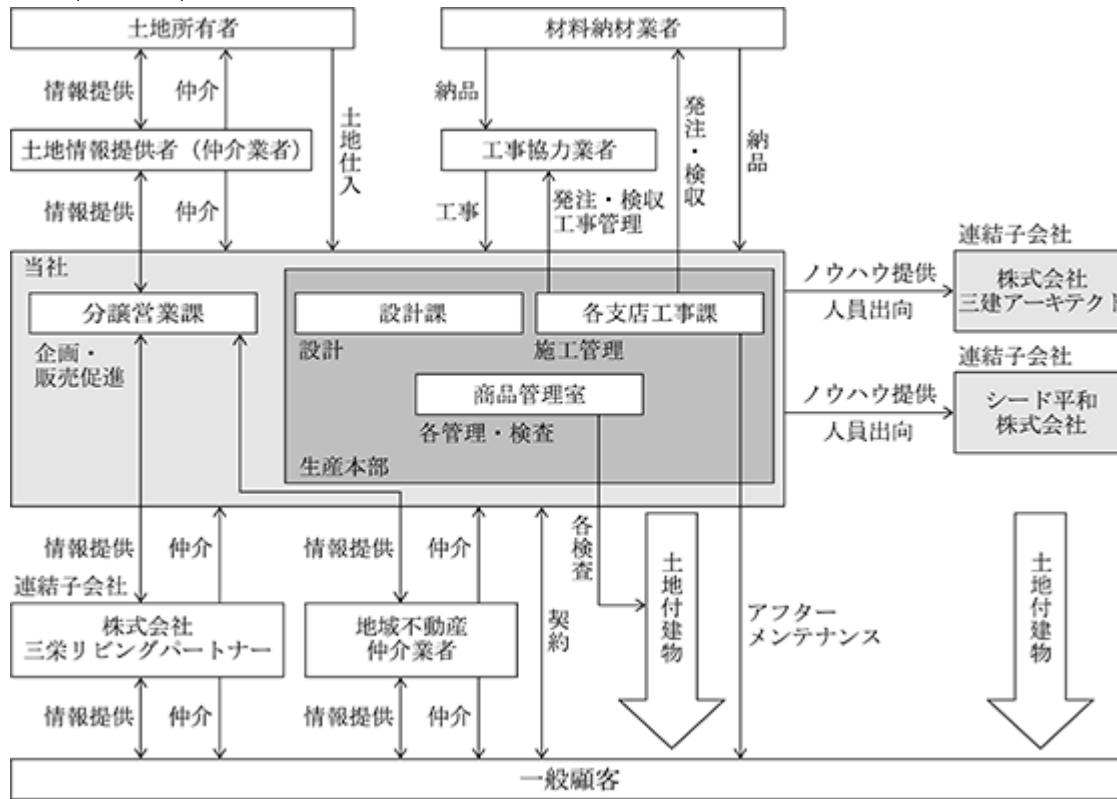 土地所有者
材料納材業者
情報提供
仲介
土地仕入
納品
発注・検収
納品
土地情報提供者（仲介業者）
工事協力業者
情報提供
仲介
工事
発注・検収
工事管理
当社
分譲営業課
企画・
販売促進
設計課
設計
各支店工事課
施工管理
商品管理室
各管理・検査
生産本部
ノウハウ提供
人員出向
連結子会社
株式会社
三建アーキテクト
ノウハウ提供
人員出向
連結子会社
シード平和
株式会社
情報提供
仲介
情報提供
仲介
契約
各検査
土地付建物
アフター
メンテナンス
土地付建物
連結子会社
株式会社
三栄リビングパートナー
地域不動産
仲介業者
情報提供
仲介
情報提供
仲介
一般顧客